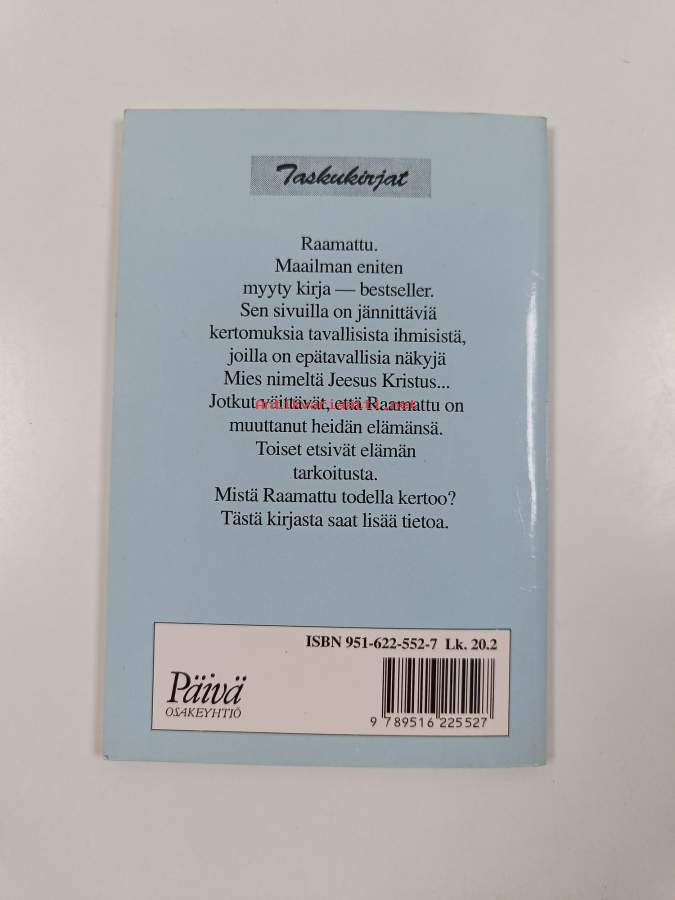 Taskukirjat
Raamattu.
Maailman eniten
myyty kirja — bestseller.
Sen sivuilla on jännittäviä
kertomuksia tavallisista ihmisistä,
joilla on epätavallisia näkyjä
Mies nimeltä Jeesus Kristus...
Jotkut väittävät, että Raamattu on
Antikvariaatti.net
muuttanut heidän elämänsä.
Toiset etsivät elämän
tarkoitusta.
Mistä Raamattu todella kertoo?
Tästä kirjasta saat lisää tietoa.
ISBN 951-622-552-7 Lk. 20.2
Päivä
OSAKEYHTIÖ
9 789516 225527